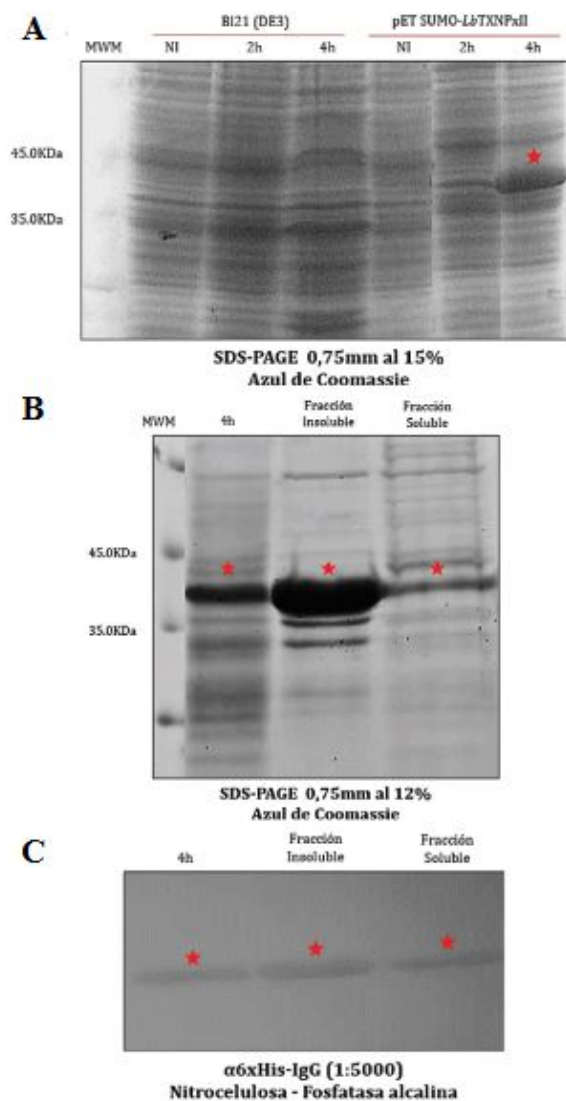 A
BI21 (DE3) pET SUMO-LbTXNPxII
MWM NI 2h 4h NI 2h 4h
45.0KDa
35.0KDa
SDS-PAGE 0,75mm al 15%
Azul de Coomassie
B
MWM 4h Fracción Insoluble Fracción Soluble
45.0KDa
35.0KDa
SDS-PAGE 0,75mm al 12%
Azul de Coomassie
C
4h Fracción Insoluble Fracción Soluble
α6xHis-IgG (1:5000)
Nitrocelulosa - Fosfatasa alcalina